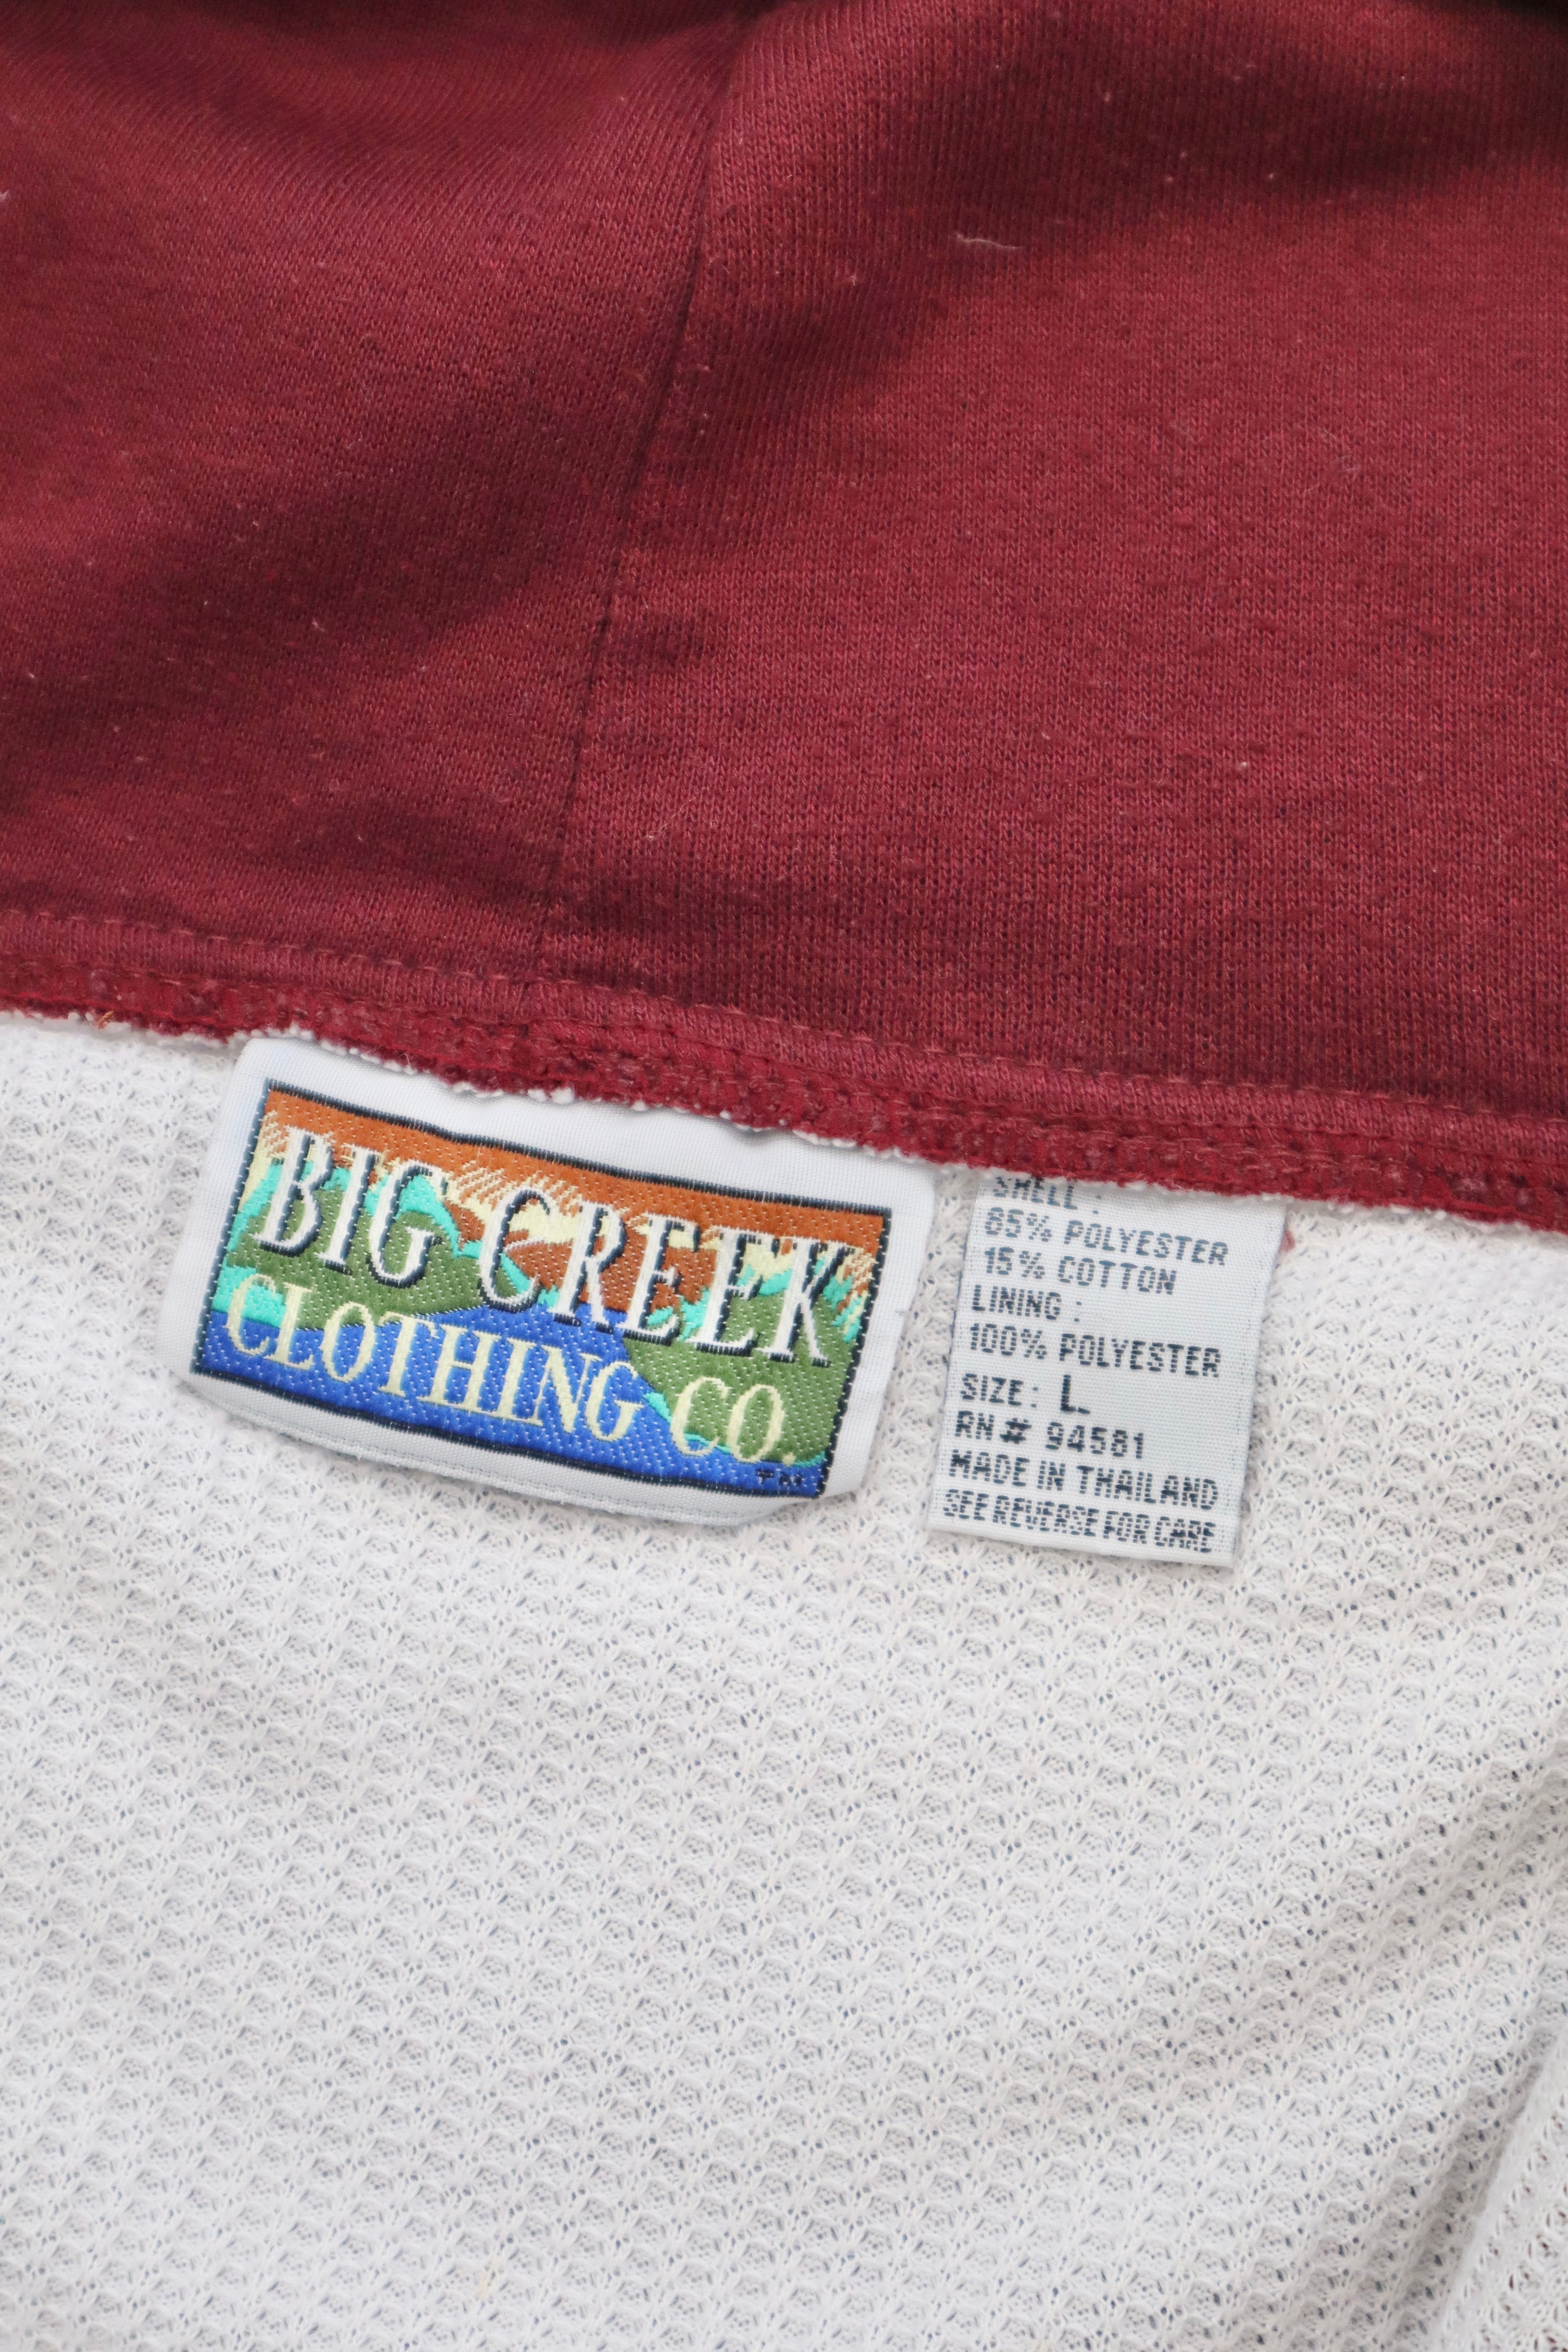 BIG CREEK
CLOTHING CO.
TM
SHELL :
85% POLYESTER
15% COTTON
LINING :
100% POLYESTER
SIZE: L.
RN# 94581
MADE IN THAILAND
SEE REVERSE FOR CARE